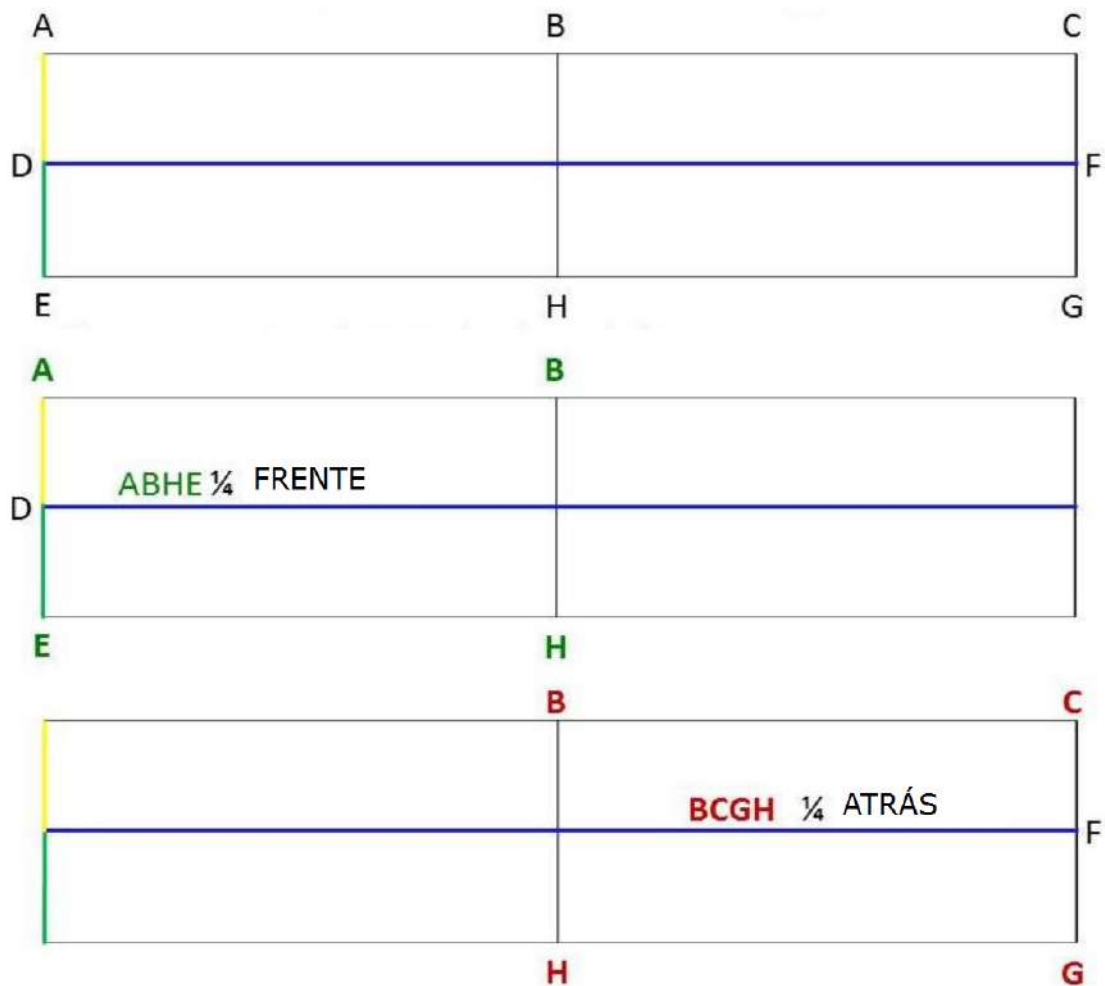 A B C
D F
E H G
A B
ABHE ¼ FRENTE
D
E H
B C
BCGH ¼ ATRÁS
F
H G